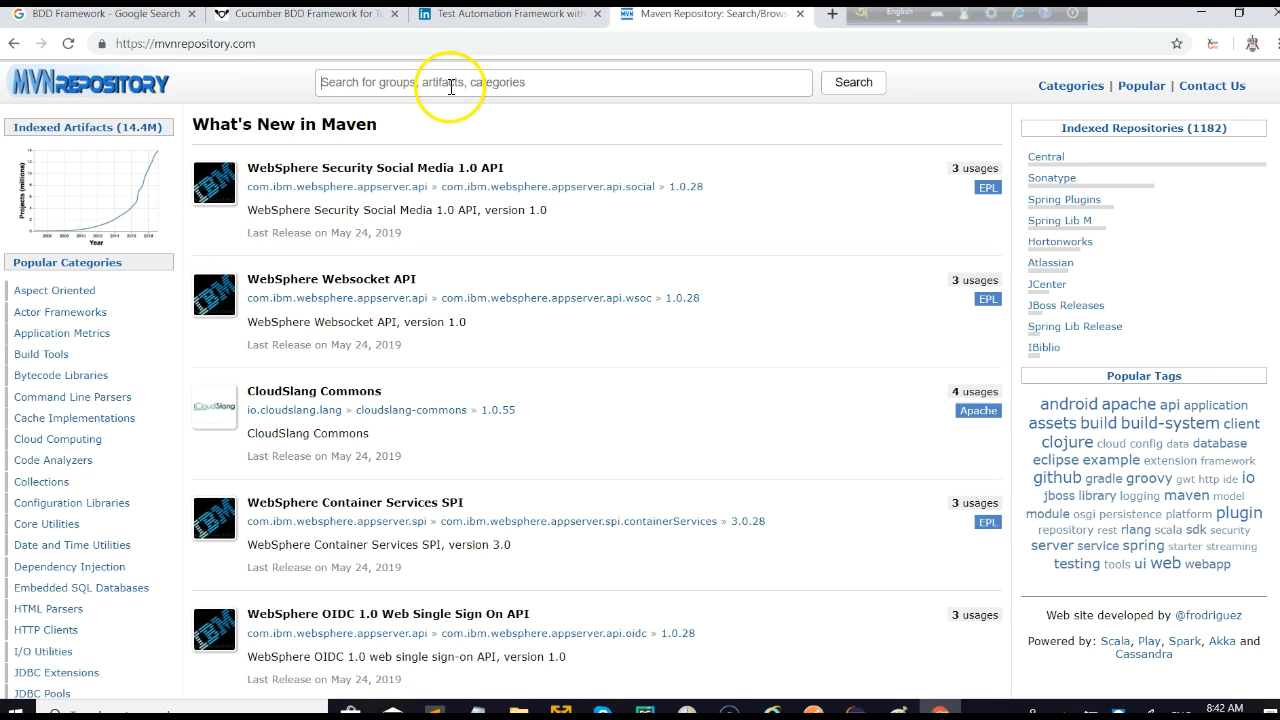 BDD Framework - Google Search
Cucumber BDD Framework for Te
Test Automation Framework with
Maven Repository: Search/Brows
English
https://mvnrepository.com
MVNREPOSITORY
Search for groups, artifacts, categories
Search
Categories | Popular | Contact Us
Indexed Artifacts (14.4M)
Projects (millions)
Year
Popular Categories
Aspect Oriented
Actor Frameworks
Application Metrics
Build Tools
Bytecode Libraries
Command Line Parsers
Cache Implementations
Cloud Computing
Code Analyzers
Collections
Configuration Libraries
Core Utilities
Date and Time Utilities
Dependency Injection
Embedded SQL Databases
HTML Parsers
HTTP Clients
I/O Utilities
JDBC Extensions
JDBC Pools
What's New in Maven
WebSphere Security Social Media 1.0 API
3 usages
com.ibm.websphere.appserver.api » com.ibm.websphere.appserver.api.social » 1.0.28
EPL
WebSphere Security Social Media 1.0 API, version 1.0
Last Release on May 24, 2019
WebSphere Websocket API
3 usages
com.ibm.websphere.appserver.api » com.ibm.websphere.appserver.api.wsoc » 1.0.28
EPL
WebSphere Websocket API, version 1.0
Last Release on May 24, 2019
CloudSlang
CloudSlang Commons
4 usages
io.cloudslang.lang » cloudslang-commons » 1.0.55
Apache
CloudSlang Commons
Last Release on May 24, 2019
WebSphere Container Services SPI
3 usages
com.ibm.websphere.appserver.spi » com.ibm.websphere.appserver.spi.containerServices » 3.0.28
EPL
WebSphere Container Services SPI, version 3.0
Last Release on May 24, 2019
WebSphere OIDC 1.0 Web Single Sign On API
3 usages
com.ibm.websphere.appserver.api » com.ibm.websphere.appserver.api.oidc » 1.0.28
WebSphere OIDC 1.0 web single sign-on API, version 1.0
Last Release on May 24, 2019
Indexed Repositories (1182)
Central
Sonatype
Spring Plugins
Spring Lib M
Hortonworks
Atlassian
JCenter
JBoss Releases
Spring Lib Release
IBiblio
Popular Tags
android apache api application
assets build build-system client
clojure cloud config data database
eclipse example extension framework
github gradle groovy gwt http ide io
jboss library logging maven model
module osgi persistence platform plugin
repository rest rlang scala sdk security
server service spring starter streaming
testing tools ui web webapp
Web site developed by @frodriguez
Powered by: Scala, Play, Spark, Akka and
Cassandra
8:42 AM